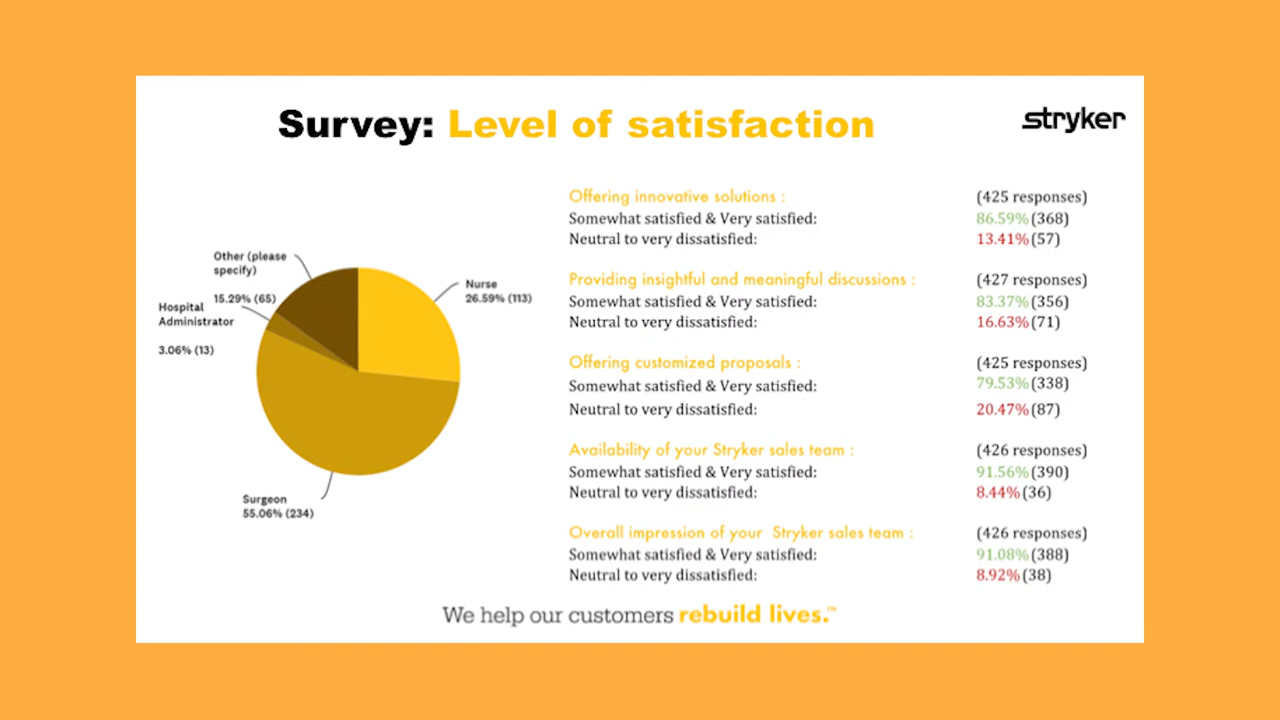 Survey: Level of satisfaction
stryker
Other (please
specify)
15.29% (65)
Hospital
Administrator
3.06% (13)
Nurse
26.59% (113)
Surgeon
55.06% (234)
Offering innovative solutions : (425 responses)
Somewhat satisfied & Very satisfied: 86.59% (368)
Neutral to very dissatisfied: 13.41% (57)
Providing insightful and meaningful discussions : (427 responses)
Somewhat satisfied & Very satisfied: 83.37% (356)
Neutral to very dissatisfied: 16.63% (71)
Offering customized proposals : (425 responses)
Somewhat satisfied & Very satisfied: 79.53% (338)
Neutral to very dissatisfied: 20.47% (87)
Availability of your Stryker sales team : (426 responses)
Somewhat satisfied & Very satisfied: 91.56% (390)
Neutral to very dissatisfied: 8.44% (36)
Overall impression of your Stryker sales team : (426 responses)
Somewhat satisfied & Very satisfied: 91.08% (388)
Neutral to very dissatisfied: 8.92% (38)
We help our customers rebuild lives.™